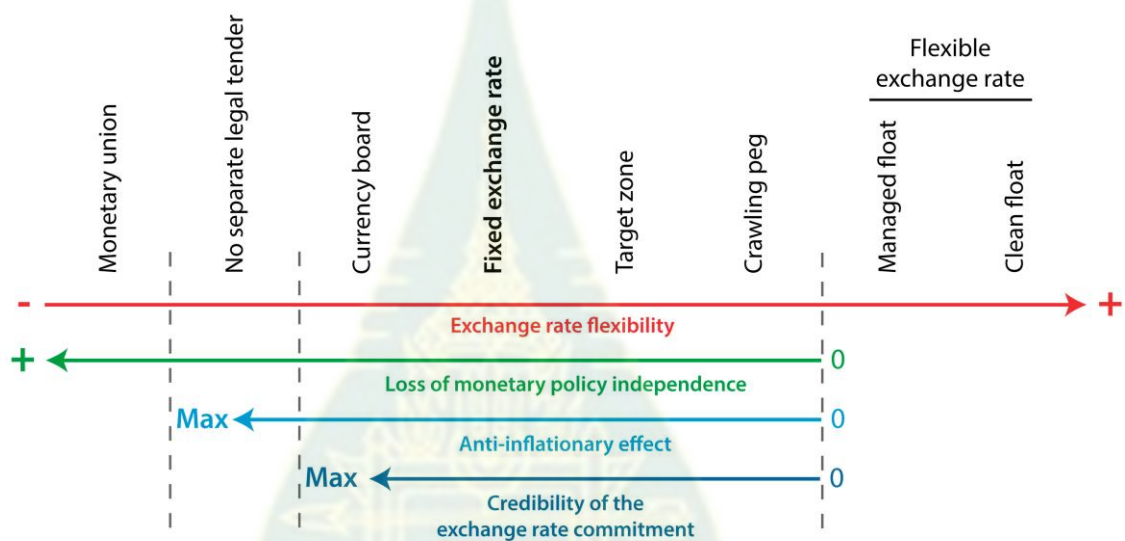 Monetary union
No separate legal tender
Currency board
Fixed exchange rate
Target zone
Crawling peg
Flexible
exchange rate
Managed float
Clean float
- +
Exchange rate flexibility
+ 0
Loss of monetary policy independence
Max 0
Anti-inflationary effect
Max 0
Credibility of the
exchange rate commitment